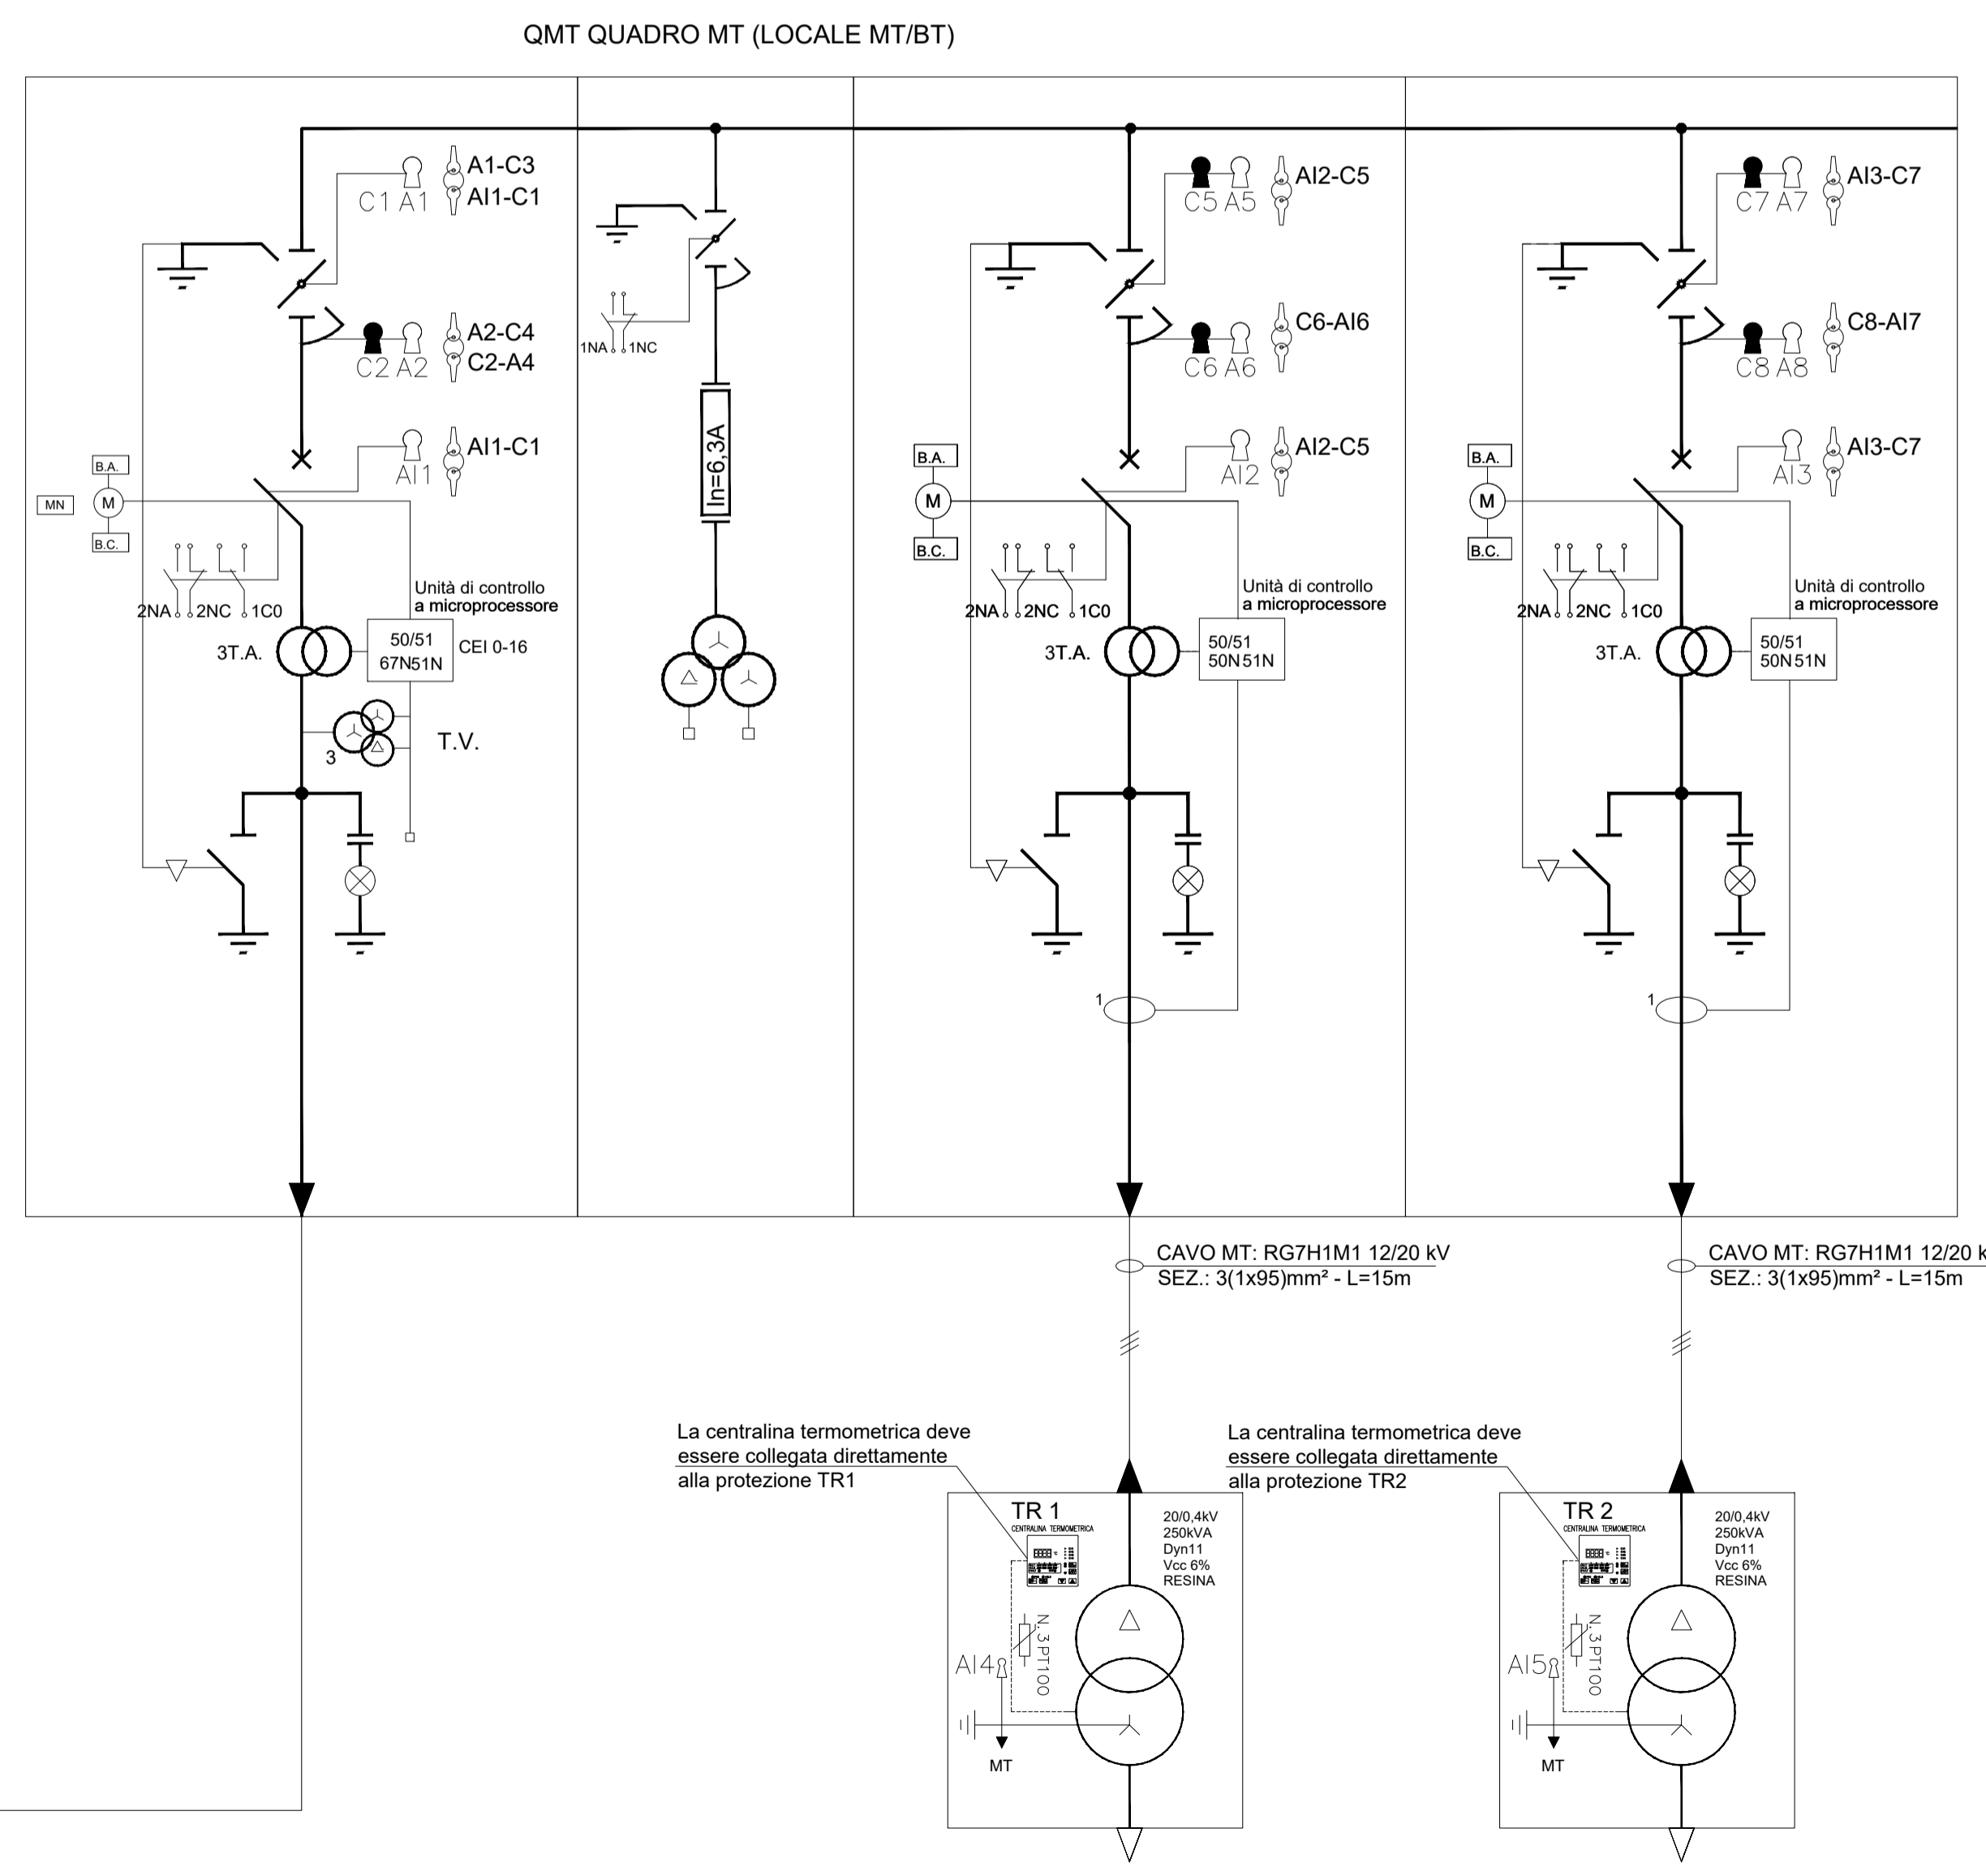 QMT QUADRO MT (LOCALE MT/BT)
A1-C3
AI1-C1
C1 A1
A2-C4
C2-A4
C2 A2
AI1-C1
AI1
B.A.
MN
M
B.C.
2NA
2NC
1C0
Unità di controllo
a microprocessore
3T.A.
50/51
67N51N
CEI 0-16
T.V.
3
1NA
1NC
In=6,3A
AI2-C5
C5 A5
C6-AI6
C6 A6
AI2-C5
AI2
B.A.
M
B.C.
2NA
2NC
1C0
Unità di controllo
a microprocessore
3T.A.
50/51
50N51N
1
AI3-C7
C7 A7
C8-AI7
C8 A8
AI3-C7
AI3
B.A.
M
B.C.
2NA
2NC
1C0
Unità di controllo
a microprocessore
3T.A.
50/51
50N51N
1
CAVO MT: RG7H1M1 12/20 kV
SEZ.: 3(1x95)mm² - L=15m
CAVO MT: RG7H1M1 12/20 k
SEZ.: 3(1x95)mm² - L=15m
La centralina termometrica deve
essere collegata direttamente
alla protezione TR1
TR 1
CENTRALINA TERMOMETRICA
20/0,4kV
250kVA
Dyn11
Vcc 6%
RESINA
N. 3 PT100
AI4
MT
La centralina termometrica deve
essere collegata direttamente
alla protezione TR2
TR 2
CENTRALINA TERMOMETRICA
20/0,4kV
250kVA
Dyn11
Vcc 6%
RESINA
N. 3 PT100
AI5
MT